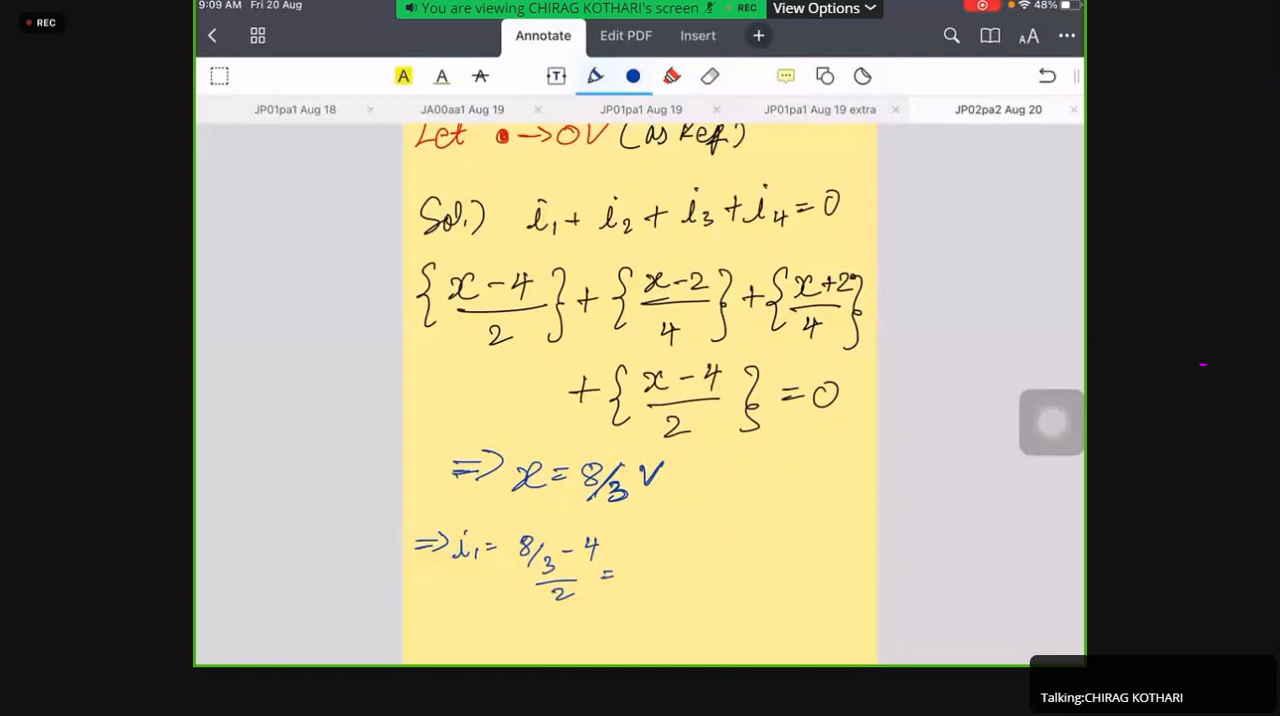 9:09 AM Fri 20 Aug
You are viewing CHIRAG KOTHARI's screen
REC
View Options
48%
REC
Annotate
Edit PDF
Insert
+
AA
A A A T
JP01pa1 Aug 18 × JA00aa1 Aug 19 × JP01pa1 Aug 19 × JP01pa1 Aug 19 extra × JP02pa2 Aug 20 ×
Let • → 0V (as Ref)
Sol.) i₁ + i₂ + i₃ + i₄ = 0
{(x-4)/2} + {(x-2)/4} + {(x+2)/4}
+ {(x-4)/2} = 0
=> x = 8/3 V
=> i₁ = (8/3 - 4)/2 =
Talking:CHIRAG KOTHARI